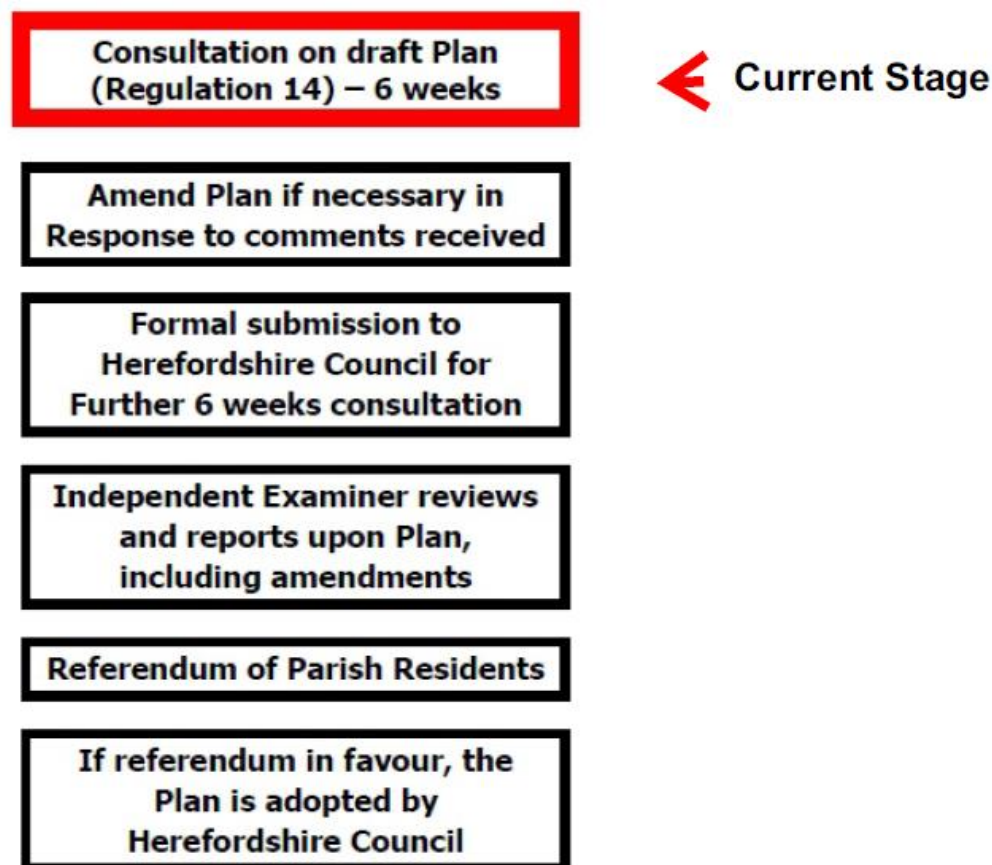 Consultation on draft Plan
(Regulation 14) – 6 weeks
Current Stage
Amend Plan if necessary in
Response to comments received
Formal submission to
Herefordshire Council for
Further 6 weeks consultation
Independent Examiner reviews
and reports upon Plan,
including amendments
Referendum of Parish Residents
If referendum in favour, the
Plan is adopted by
Herefordshire Council